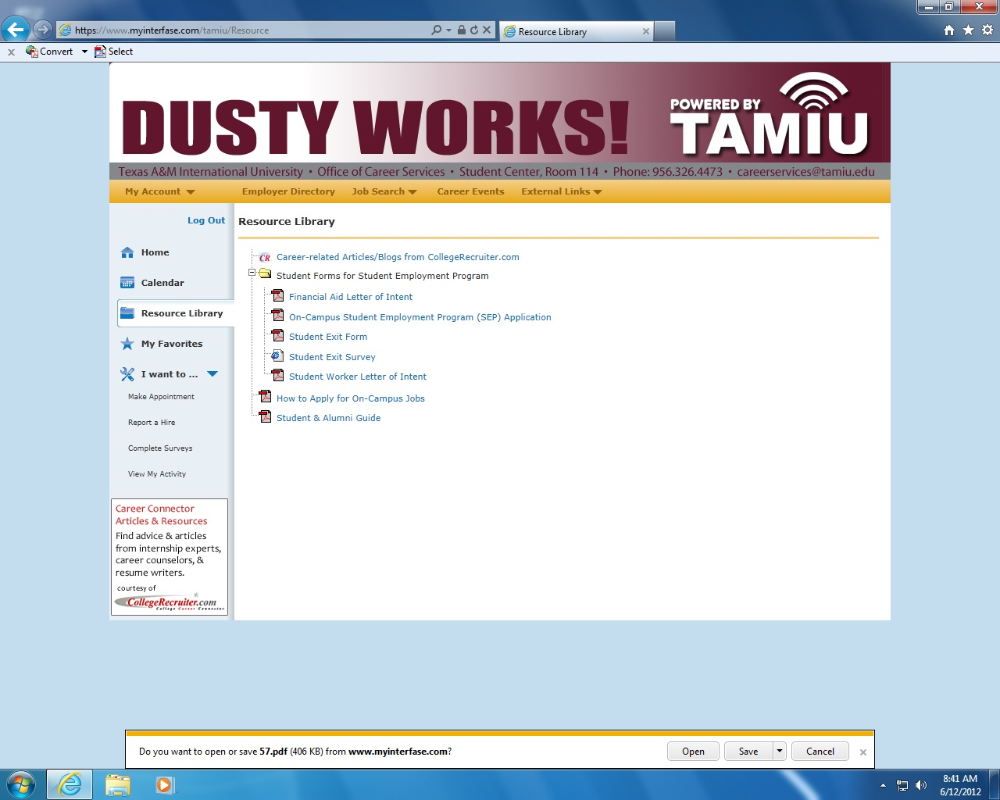 https://www.myinterfase.com/tamiu/Resource
Resource Library
x Convert Select
DUSTY WORKS!
POWERED BY
TAMIU
Texas A&M International University • Office of Career Services • Student Center, Room 114 • Phone: 956.326.4473 • careerservices@tamiu.edu
My Account Employer Directory Job Search Career Events External Links
Log Out
Home
Calendar
Resource Library
My Favorites
I want to ...
Make Appointment
Report a Hire
Complete Surveys
View My Activity
Career Connector
Articles & Resources
Find advice & articles
from internship experts,
career counselors, &
resume writers.
courtesy of
CollegeRecruiter.com
College Career Connector
Resource Library
CR Career-related Articles/Blogs from CollegeRecruiter.com
Student Forms for Student Employment Program
Financial Aid Letter of Intent
On-Campus Student Employment Program (SEP) Application
Student Exit Form
Student Exit Survey
Student Worker Letter of Intent
How to Apply for On-Campus Jobs
Student & Alumni Guide
Do you want to open or save 57.pdf (406 KB) from www.myinterfase.com?
Open Save Cancel
8:41 AM
6/12/2012